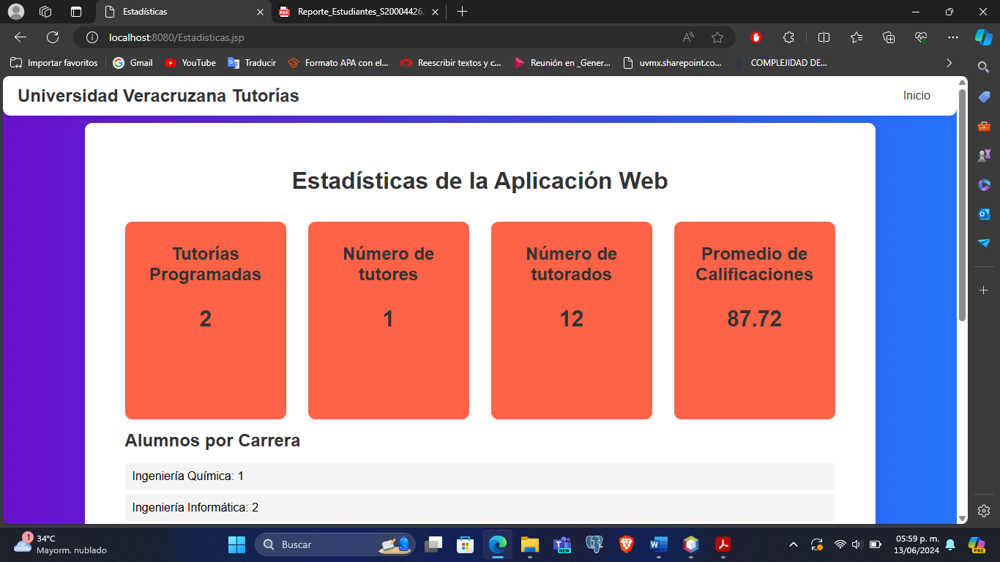 Estadísticas
Reporte_Estudiantes_S20004426.
localhost:8080/Estadisticas.jsp
Importar favoritos
Gmail
YouTube
Traducir
Formato APA con el...
Reescribir textos y c...
Reunión en _Gener...
uvmx.sharepoint.co...
COMPLEJIDAD DE...
Universidad Veracruzana Tutorías
Inicio
Estadísticas de la Aplicación Web
Tutorías
Programadas
2
Número de
tutores
1
Número de
tutorados
12
Promedio de
Calificaciones
87.72
Alumnos por Carrera
Ingeniería Química: 1
Ingeniería Informática: 2
1
34°C
Mayorm. nublado
Buscar
NEW
05:59 p. m.
13/06/2024
PRE